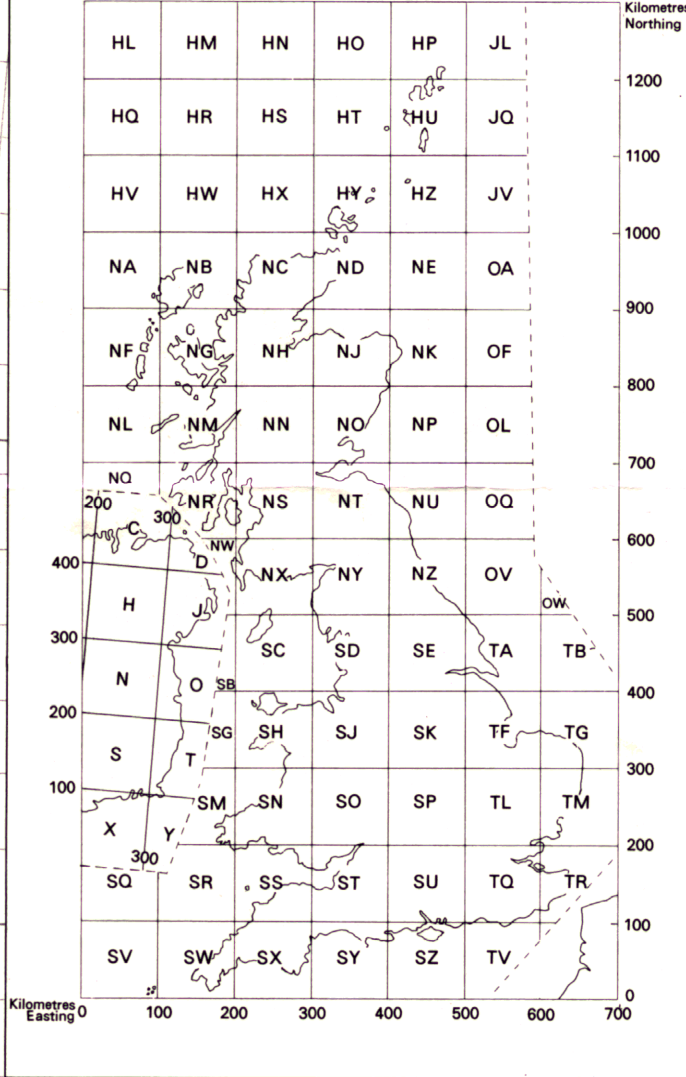 Kilometres
Northing
HL HM HN HO HP JL
1200
HQ HR HS HT HU JQ
1100
HV HW HX HY HZ JV
1000
NA NB NC ND NE OA
900
NF NG NH NJ NK OF
800
NL NM NN NO NP OL
700
NQ
200 300
NR NS NT NU OQ
C
600
NW
400 D
NX NY NZ OV
H J OW
500
300
SC SD SE TA TB
N O SB
400
200
SG SH SJ SK TF TG
S T
300
100
SM SN SO SP TL TM
X Y
200
300
SQ SR SS ST SU TQ TR
100
SV SW SX SY SZ TV
0
Kilometres
Easting
0 100 200 300 400 500 600 700